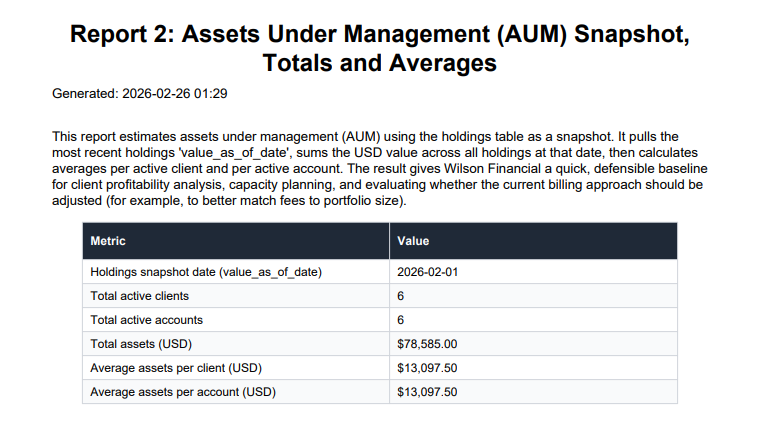 Report 2: Assets Under Management (AUM) Snapshot,
Totals and Averages
Generated: 2026-02-26 01:29
This report estimates assets under management (AUM) using the holdings table as a snapshot. It pulls the
most recent holdings 'value_as_of_date', sums the USD value across all holdings at that date, then calculates
averages per active client and per active account. The result gives Wilson Financial a quick, defensible baseline
for client profitability analysis, capacity planning, and evaluating whether the current billing approach should be
adjusted (for example, to better match fees to portfolio size).
Metric Value
Holdings snapshot date (value_as_of_date) 2026-02-01
Total active clients 6
Total active accounts 6
Total assets (USD) $78,585.00
Average assets per client (USD) $13,097.50
Average assets per account (USD) $13,097.50